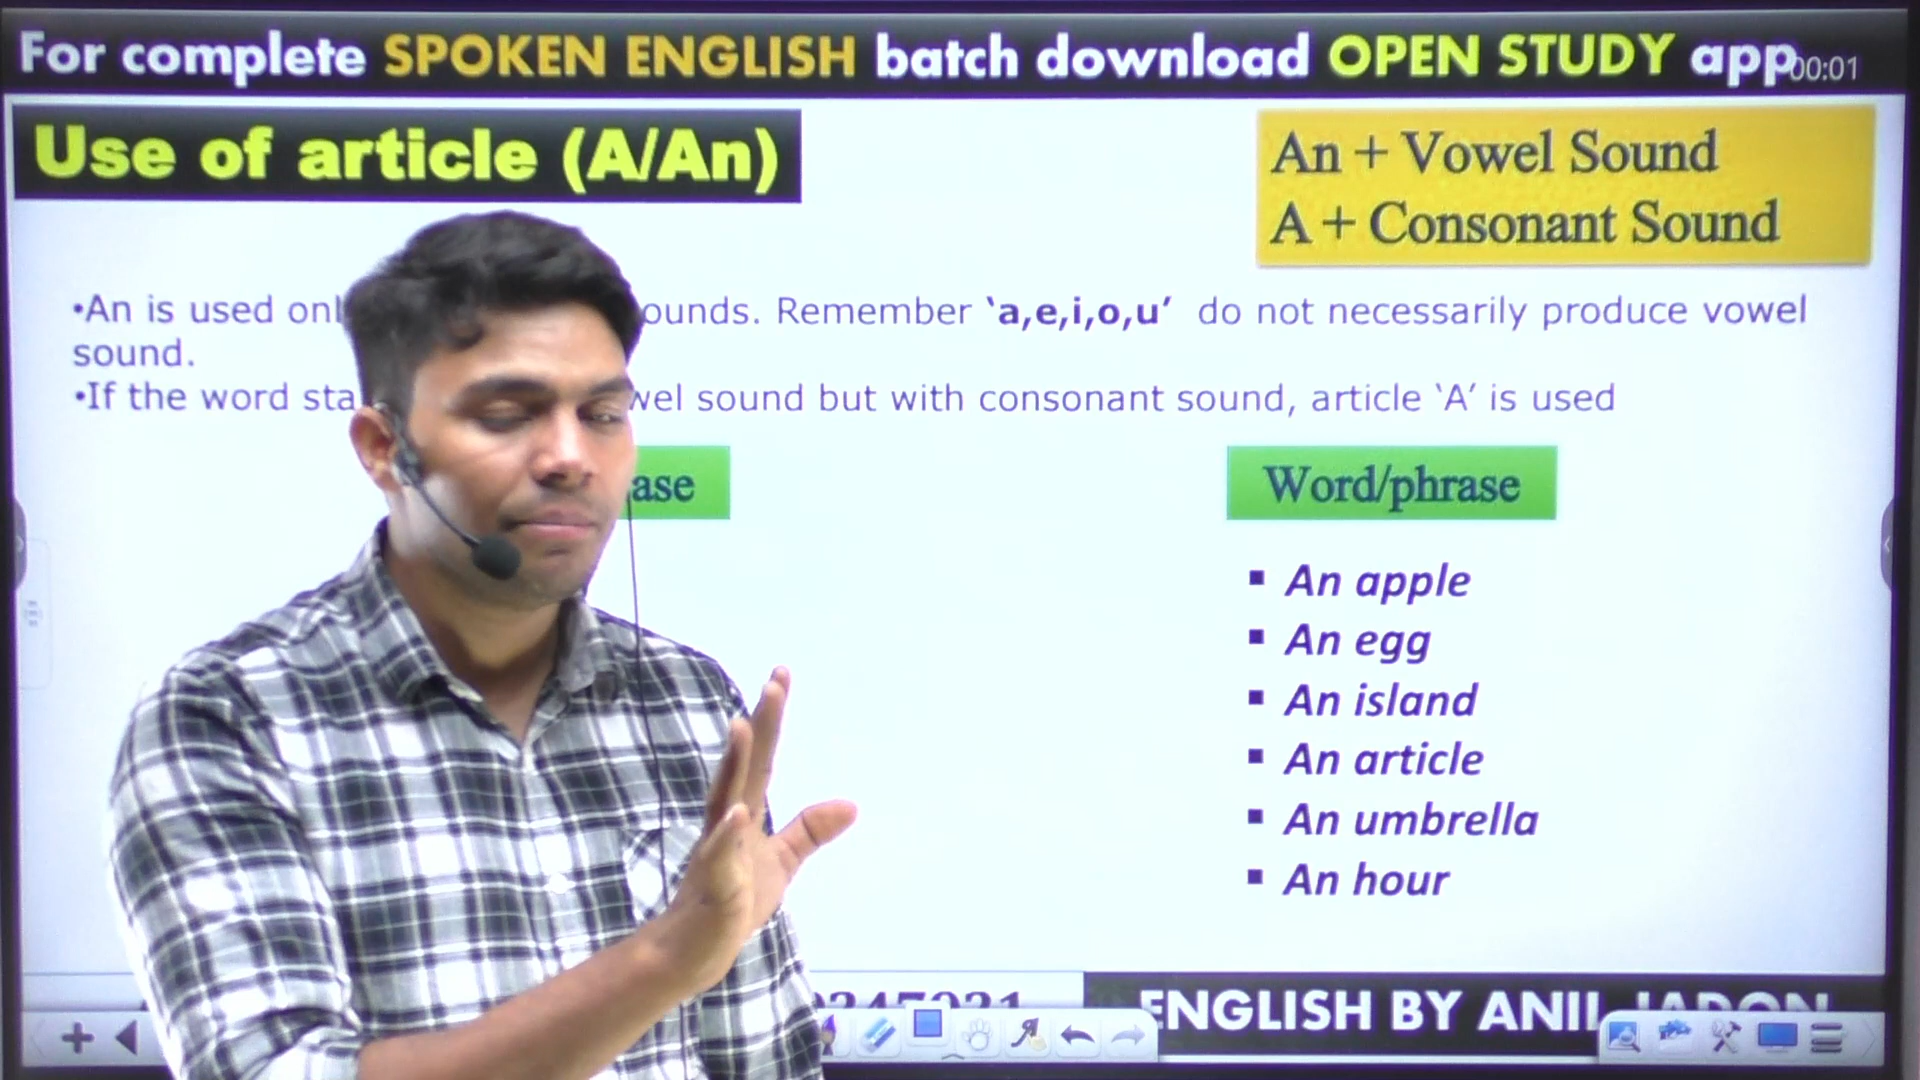 For complete SPOKEN ENGLISH batch download OPEN STUDY app
00:01
Use of article (A/An)
An + Vowel Sound
A + Consonant Sound
•An is used ounds. Remember ‘a,e,i,o,u’ do not necessarily produce vowel
sound.
•If the word sound but with consonant sound, article ‘A’ is used
ase
Word/phrase
▪ An apple
▪ An egg
▪ An island
▪ An article
▪ An umbrella
▪ An hour
ENGLISH BY ANIL JADON